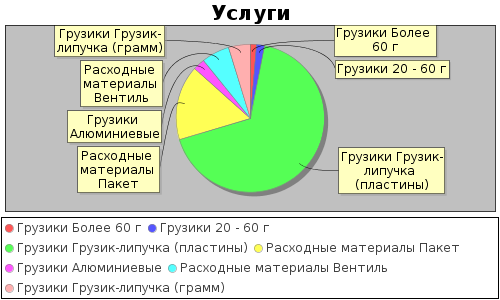 Услуги
Грузики Грузик-
липучка (грамм)
Грузики Более
60 г
Расходные
материалы
Вентиль
Грузики 20 - 60 г
Грузики
Алюминиевые
Расходные
материалы
Пакет
Грузики Грузик-
липучка
(пластины)
Грузики Более 60 г Грузики 20 - 60 г
Грузики Грузик-липучка (пластины) Расходные материалы Пакет
Грузики Алюминиевые Расходные материалы Вентиль
Грузики Грузик-липучка (грамм)